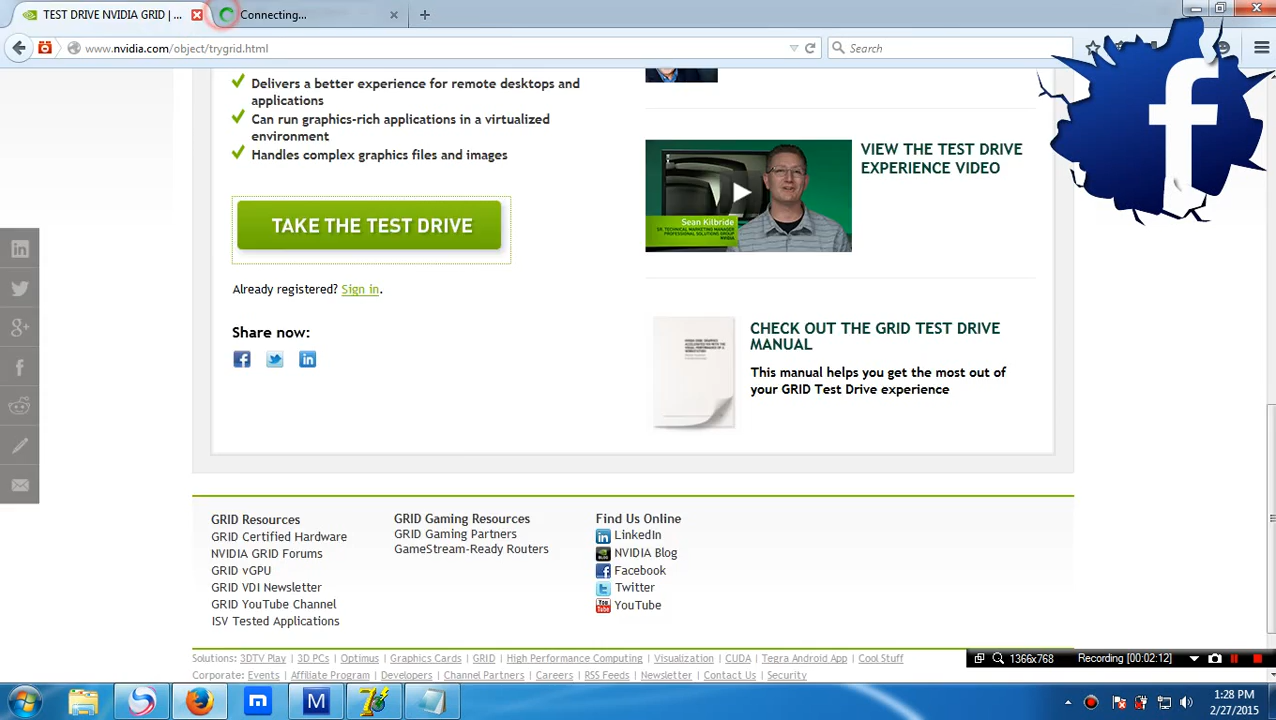 TEST DRIVE NVIDIA GRID | ...
Connecting...
www.nvidia.com/object/trygrid.html
Search
Delivers a better experience for remote desktops and
applications
Can run graphics-rich applications in a virtualized
environment
Handles complex graphics files and images
TAKE THE TEST DRIVE
Already registered? Sign in.
Share now:
Sean Kilbride
SR. TECHNICAL MARKETING MANAGER
PROFESSIONAL SOLUTIONS GROUP
NVIDIA
VIEW THE TEST DRIVE
EXPERIENCE VIDEO
CHECK OUT THE GRID TEST DRIVE
MANUAL
This manual helps you get the most out of
your GRID Test Drive experience
GRID Resources
GRID Certified Hardware
NVIDIA GRID Forums
GRID vGPU
GRID VDI Newsletter
GRID YouTube Channel
ISV Tested Applications
GRID Gaming Resources
GRID Gaming Partners
GameStream-Ready Routers
Find Us Online
LinkedIn
NVIDIA Blog
Facebook
Twitter
YouTube
Solutions: 3DTV Play | 3D PCs | Optimus | Graphics Cards | GRID | High Performance Computing | Visualization | CUDA | Tegra Android App | Cool Stuff
Corporate: Events | Affiliate Program | Developers | Channel Partners | Careers | RSS Feeds | Newsletter | Contact Us | Security
1366x768
Recording [00:02:12]
1:28 PM
2/27/2015